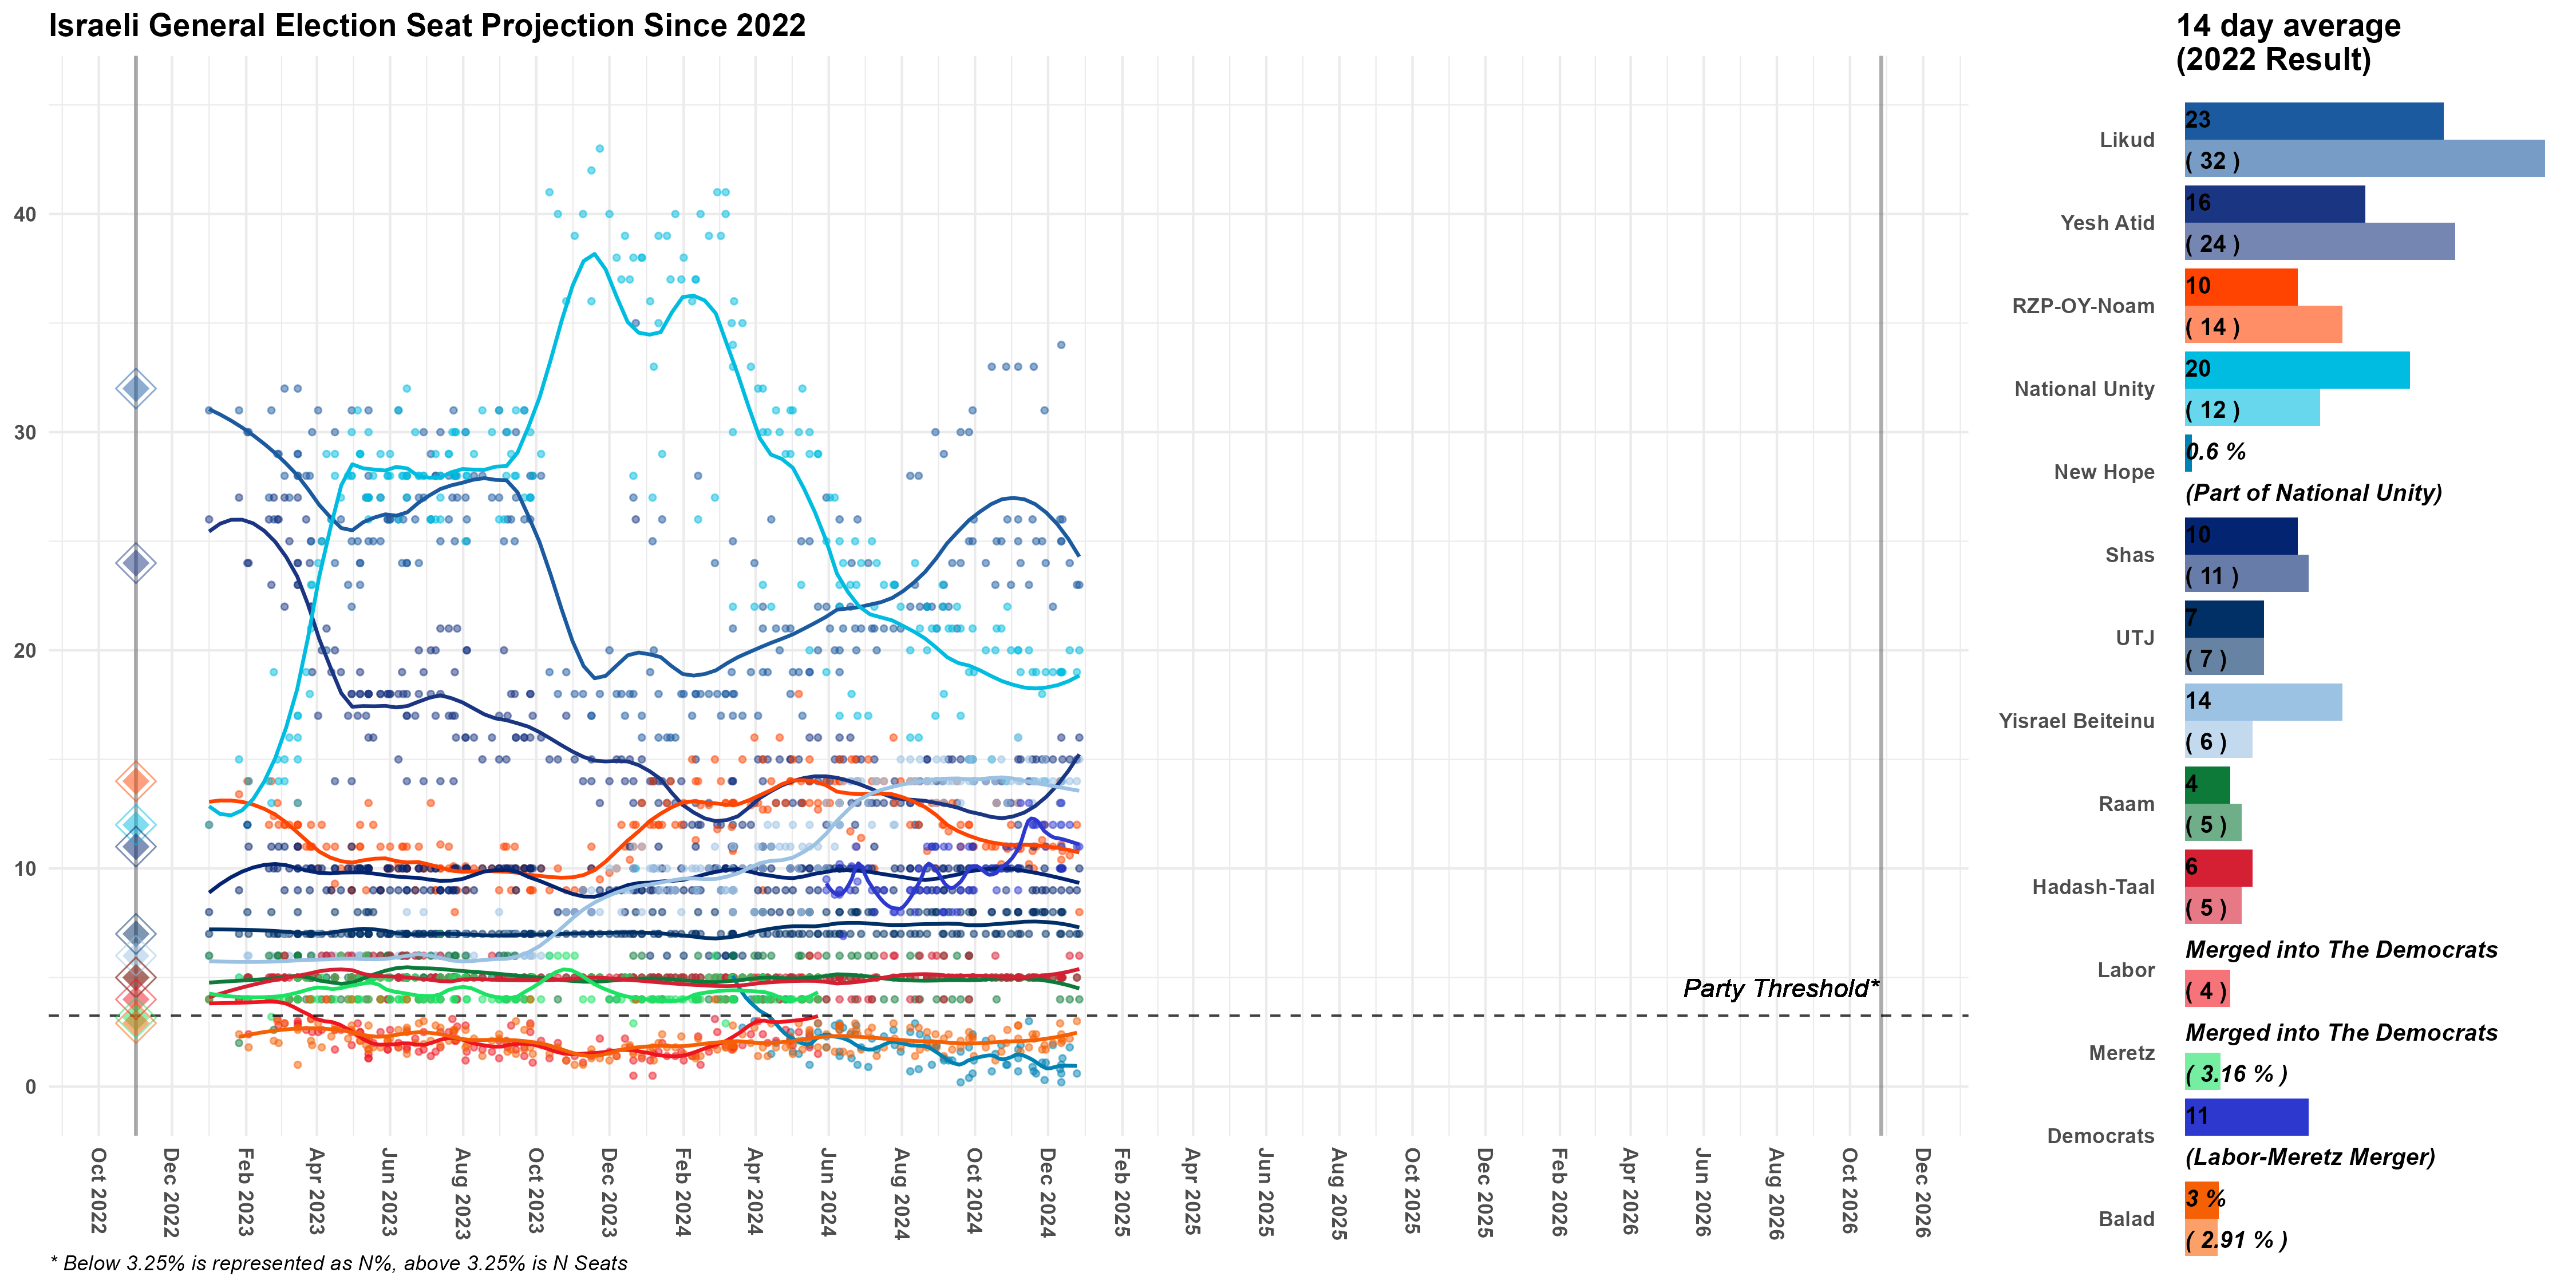 Israeli General Election Seat Projection Since 2022
14 day average
(2022 Result)
40
30
20
10
0
Party Threshold*
Oct 2022
Dec 2022
Feb 2023
Apr 2023
Jun 2023
Aug 2023
Oct 2023
Dec 2023
Feb 2024
Apr 2024
Jun 2024
Aug 2024
Oct 2024
Dec 2024
Feb 2025
Apr 2025
Jun 2025
Aug 2025
Oct 2025
Dec 2025
Feb 2026
Apr 2026
Jun 2026
Aug 2026
Oct 2026
Dec 2026
* Below 3.25% is represented as N%, above 3.25% is N Seats
Likud
23
( 32 )
Yesh Atid
16
( 24 )
RZP-OY-Noam
10
( 14 )
National Unity
20
( 12 )
New Hope
0.6 %
(Part of National Unity)
Shas
10
( 11 )
UTJ
7
( 7 )
Yisrael Beiteinu
14
( 6 )
Raam
4
( 5 )
Hadash-Taal
6
( 5 )
Labor
Merged into The Democrats
( 4 )
Meretz
Merged into The Democrats
( 3.16 % )
Democrats
11
(Labor-Meretz Merger)
Balad
3 %
( 2.91 % )